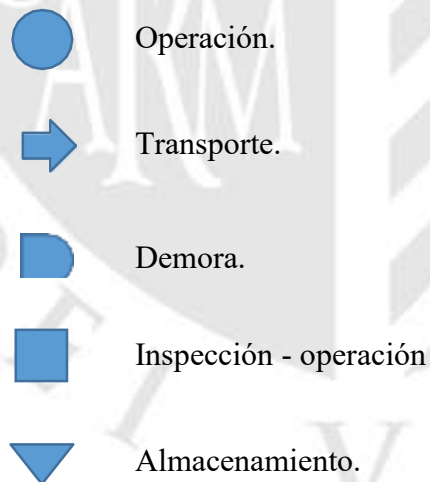 Operación.
Transporte.
Demora.
Inspección - operación
Almacenamiento.